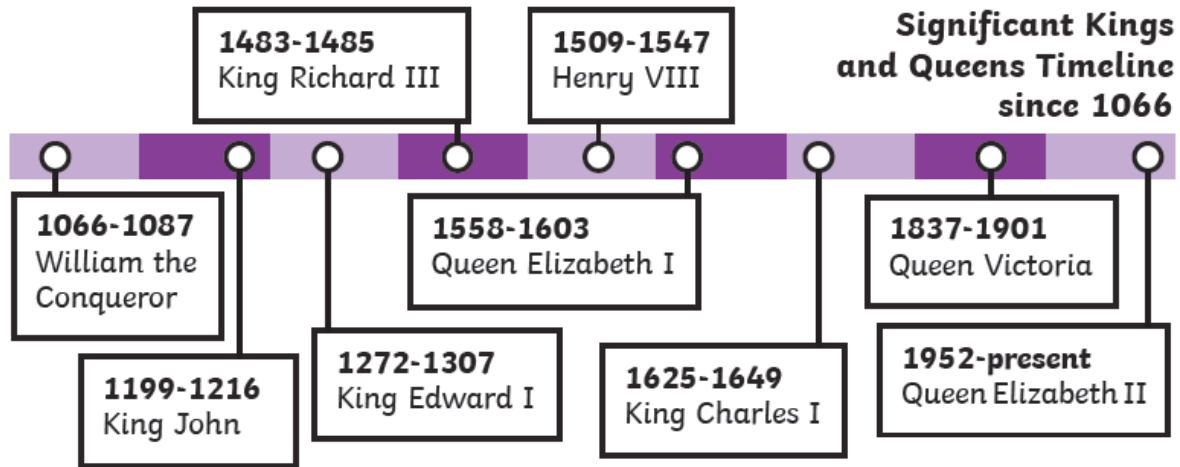 Significant Kings
and Queens Timeline
since 1066
1066-1087
William the
Conqueror
1199-1216
King John
1272-1307
King Edward I
1483-1485
King Richard III
1509-1547
Henry VIII
1558-1603
Queen Elizabeth I
1625-1649
King Charles I
1837-1901
Queen Victoria
1952-present
Queen Elizabeth II